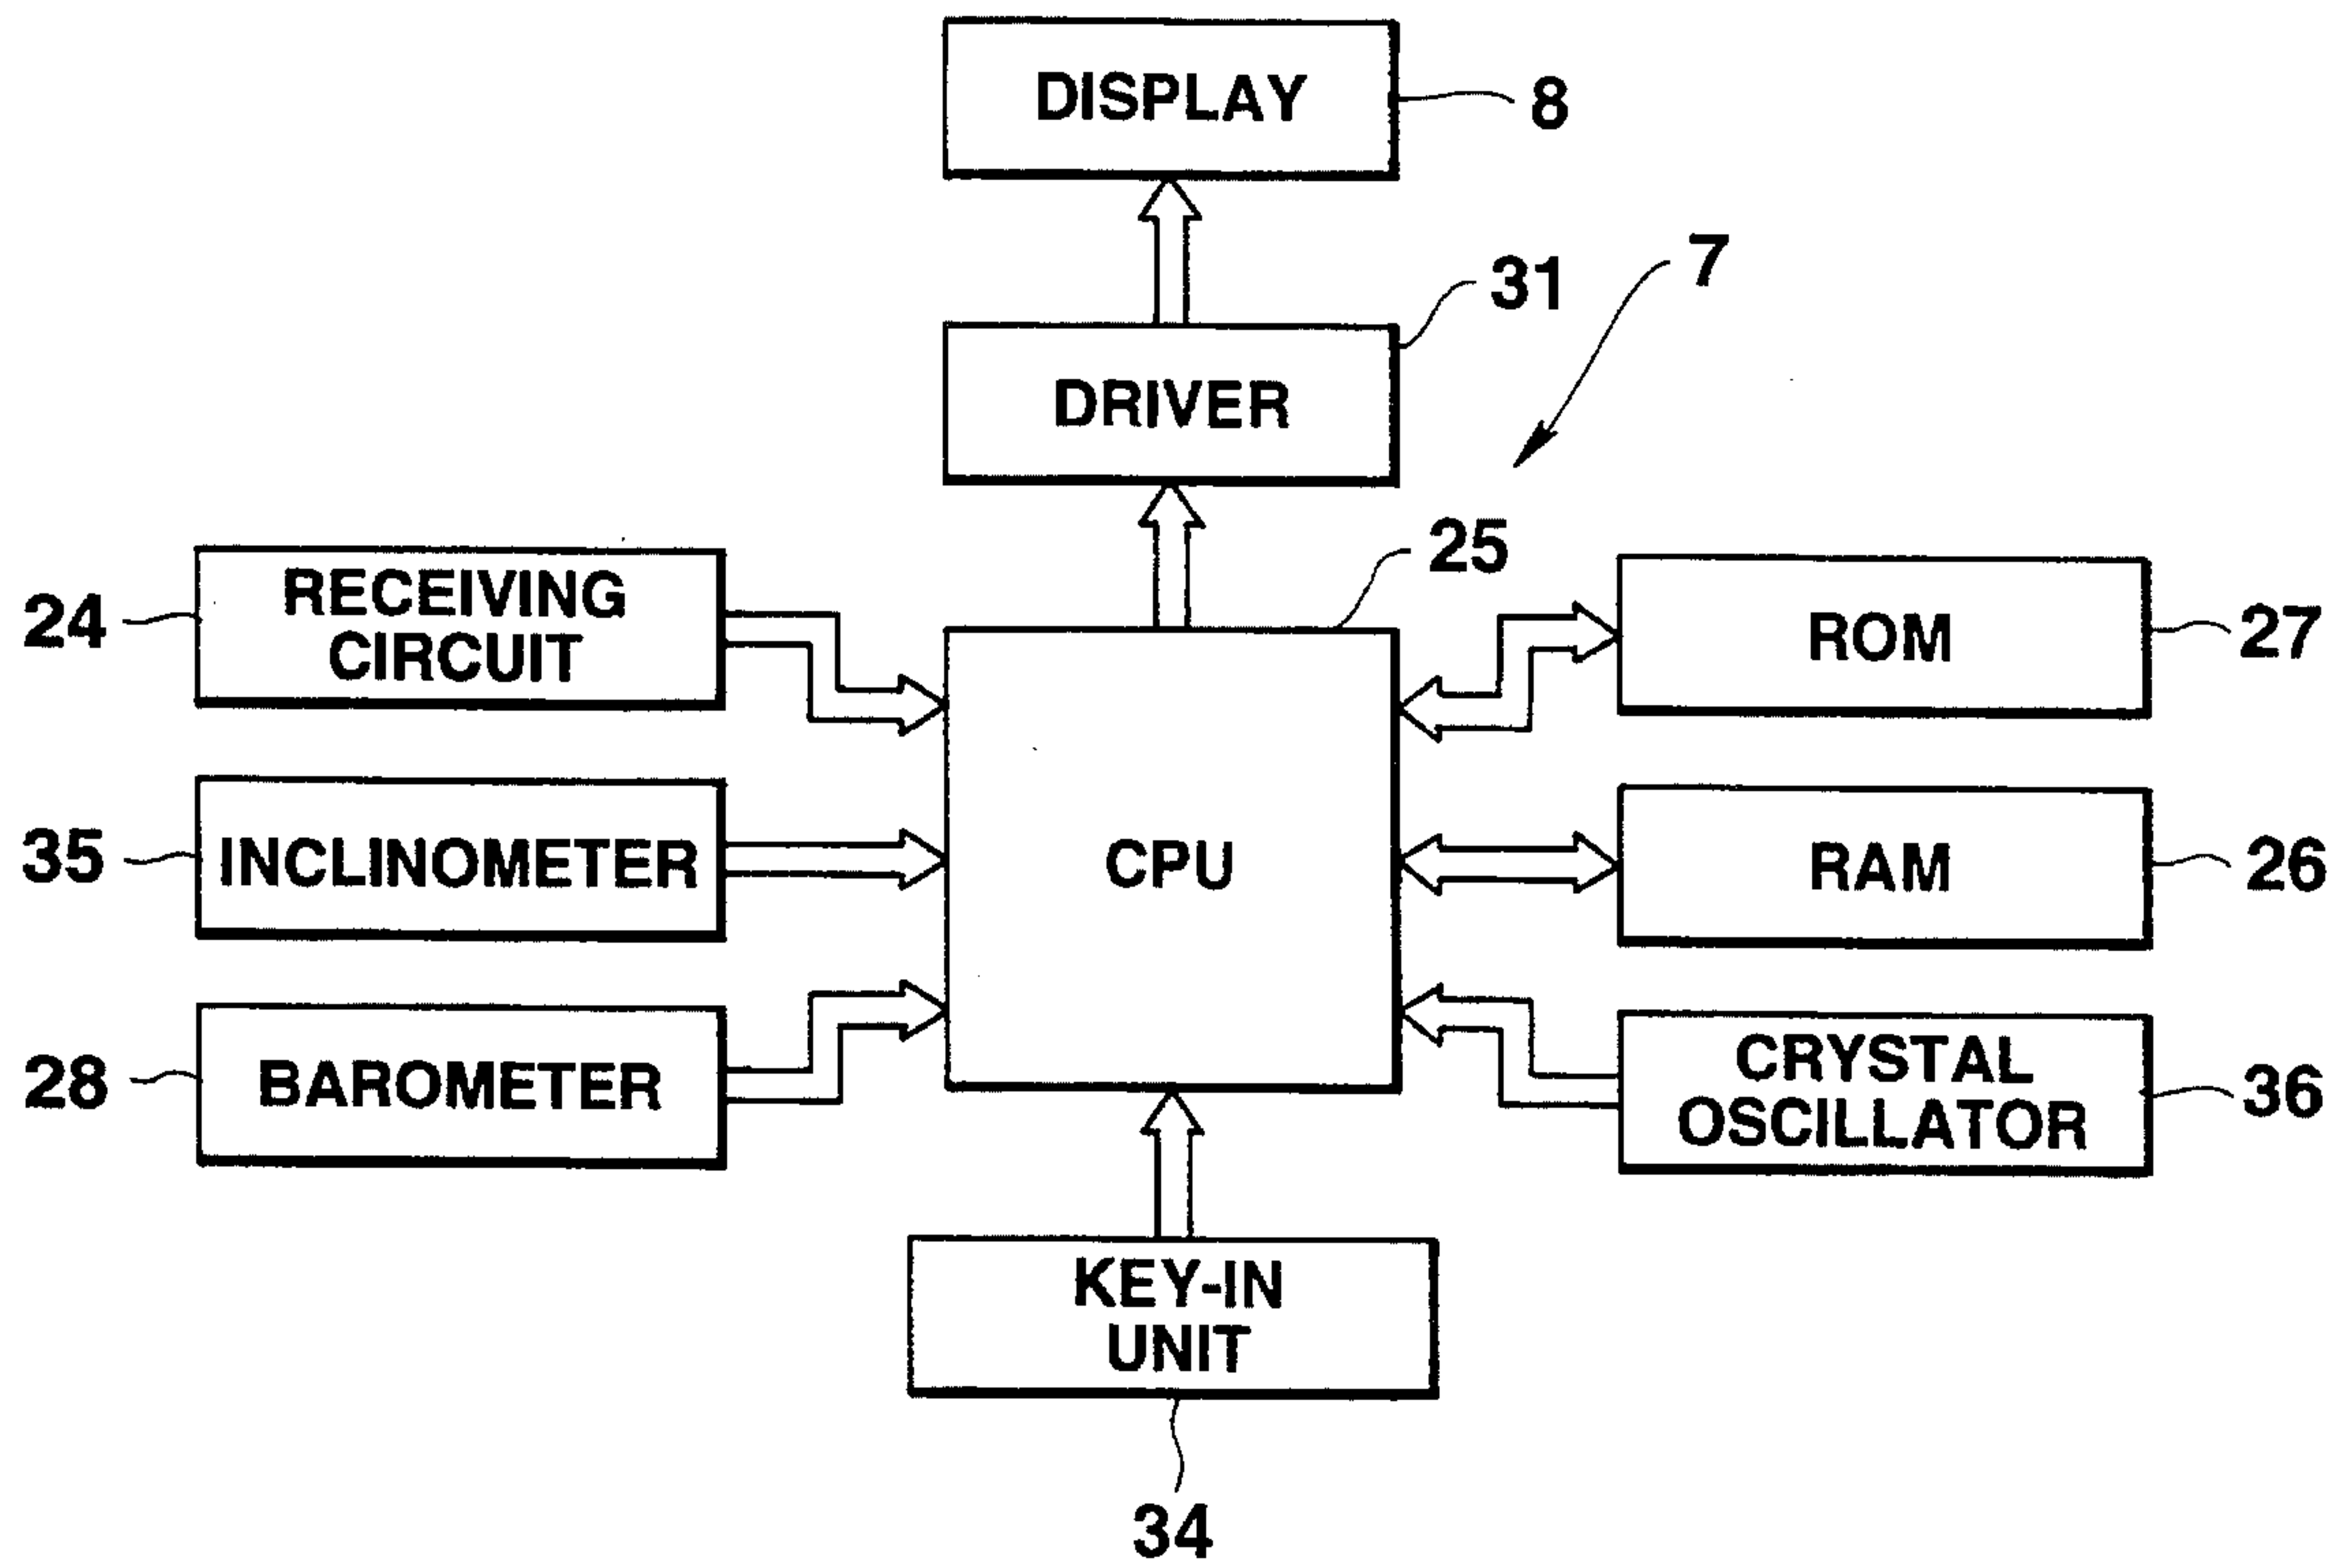 DISPLAY
8
7
31
DRIVER
25
24
RECEIVING
CIRCUIT
ROM
27
35
INCLINOMETER
CPU
RAM
26
28
BAROMETER
CRYSTAL
OSCILLATOR
36
KEY-IN
UNIT
34